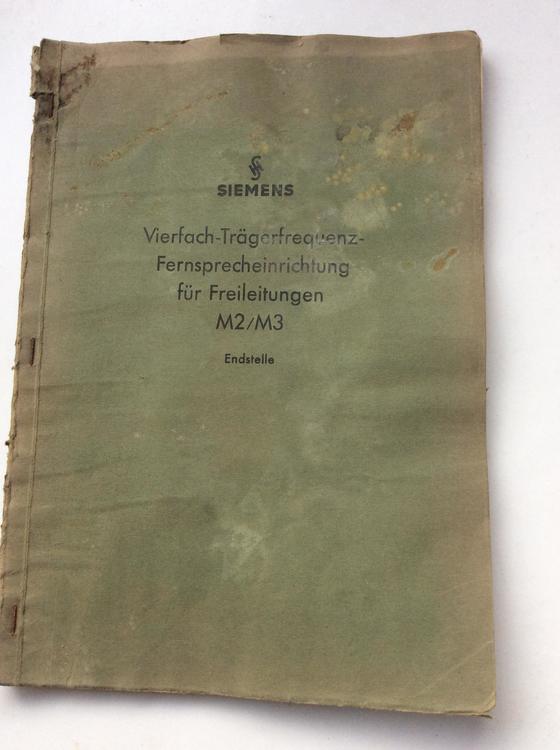 SIEMENS
Vierfach-Trägerfrequenz-
Fernsprecheinrichtung
für Freileitungen
M2/M3
Endstelle